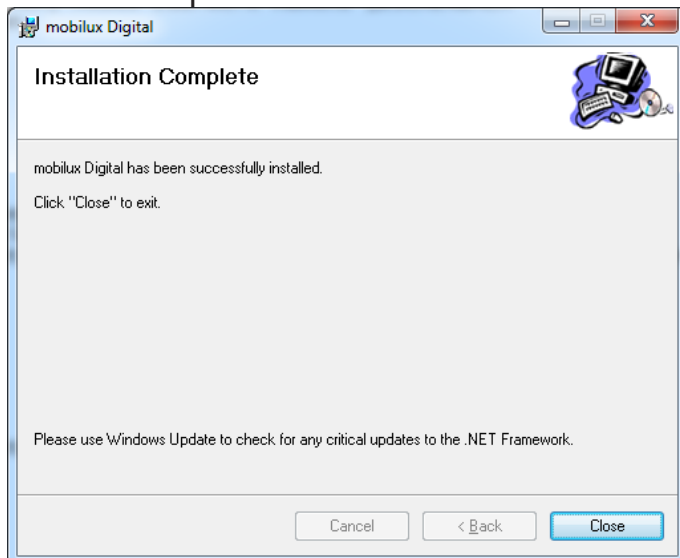 mobilux Digital
Installation Complete
mobilux Digital has been successfully installed.
Click "Close" to exit.
Please use Windows Update to check for any critical updates to the .NET Framework.
Cancel
< Back
Close